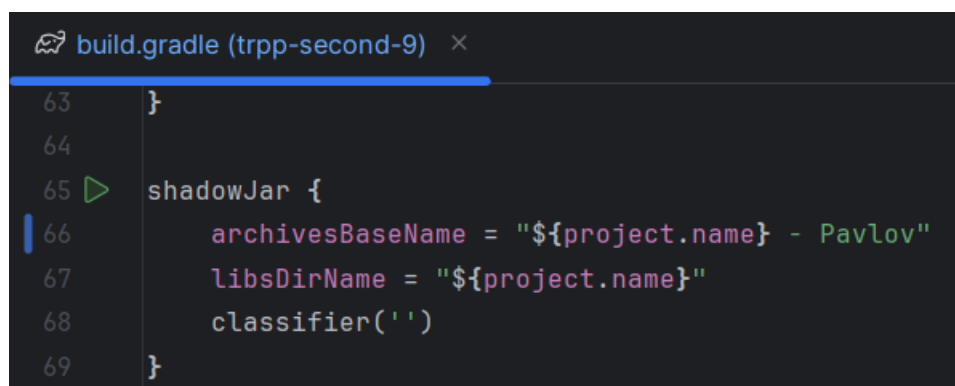 build.gradle (trpp-second-9) ×
63 }
64
65 shadowJar {
66     archivesBaseName = "${project.name} - Pavlov"
67     libsDirName = "${project.name}"
68     classifier('')
69 }